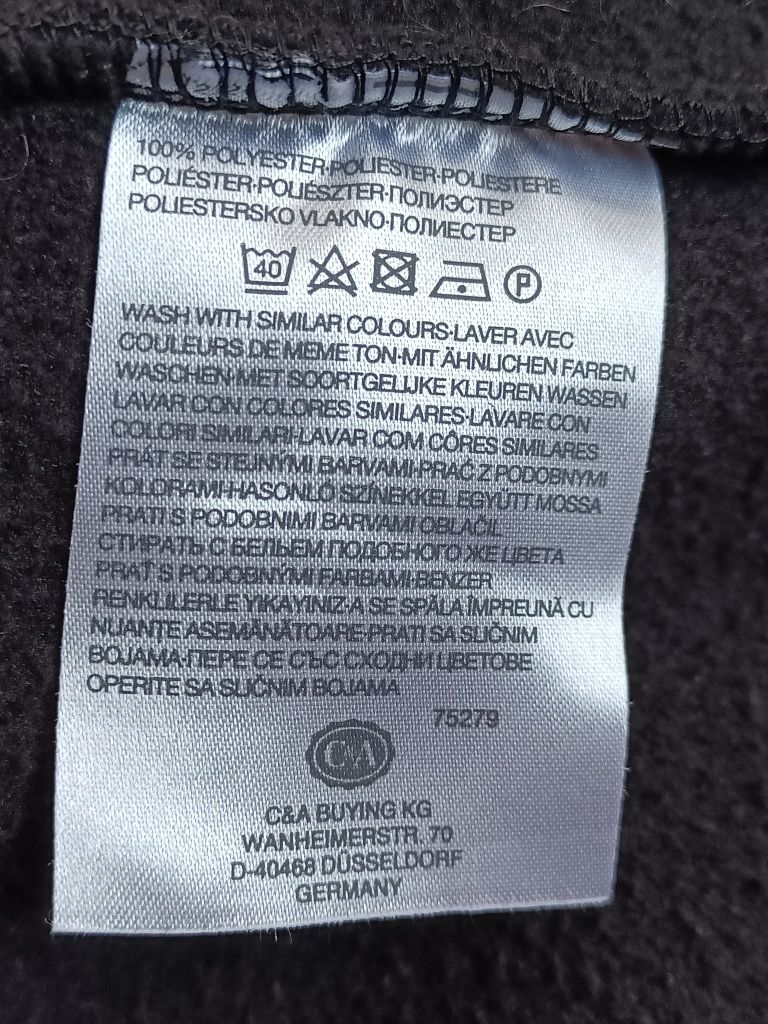 100% POLYESTER·POLIESTER·POLIESTERE
POLIÉSTER·POLIÉSZTER·ПОЛИЭСТЕР
POLIESTERSKO VLAKNO·ПОЛИЕСТЕР
40 P
WASH WITH SIMILAR COLOURS·LAVER AVEC
COULEURS DE MEME TON·MIT ÄHNLICHEN FARBEN
WASCHEN·MET SOORTGELIJKE KLEUREN WASSEN
LAVAR CON COLORES SIMILARES·LAVARE CON
COLORI SIMILARI·LAVAR COM CÔRES SIMILARES
PRÁT SE STEJNÝMI BARVAMI·PRAĆ Z PODOBNYMI
KOLORAMI·HASONLÓ SZÍNEKKEL EGYÜTT MOSSA
PRATI S PODOBNIMI BARVAMI OBLAČIL
СТИРАТЬ С БЕЛЬЕМ ПОДОБНОГО ЖЕ ЦВЕТА
PRAŤ S PODOBNÝMI FARBAMI·BENZER
RENKLILERLE YIKAYINIZ·A SE SPĂLA ÎMPREUNĂ CU
NUANTE ASEMĂNĂTOARE·PRATI SA SLIČNIM
BOJAMA·ПЕРЕ СЕ СЪС СХОДНИ ЦВЕТОВЕ
OPERITE SA SLIČNIM BOJAMA
75279
C&A
C&A BUYING KG
WANHEIMERSTR. 70
D-40468 DÜSSELDORF
GERMANY